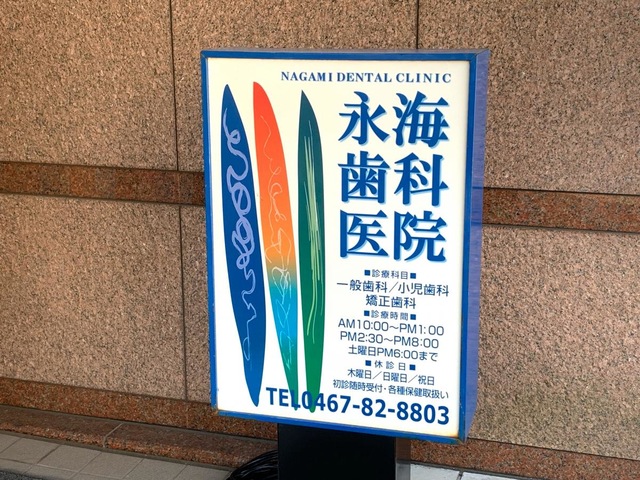 NAGAMI DENTAL CLINIC
永海
歯科
医院
■診療科目■
一般歯科／小児歯科
矯正歯科
■診療時間■
AM10:00～PM1:00
PM2:30～PM8:00
土曜日PM6:00まで
■休診日■
木曜日／日曜日／祝日
初診随時受付・各種保健取扱い
TEL0467-82-8803